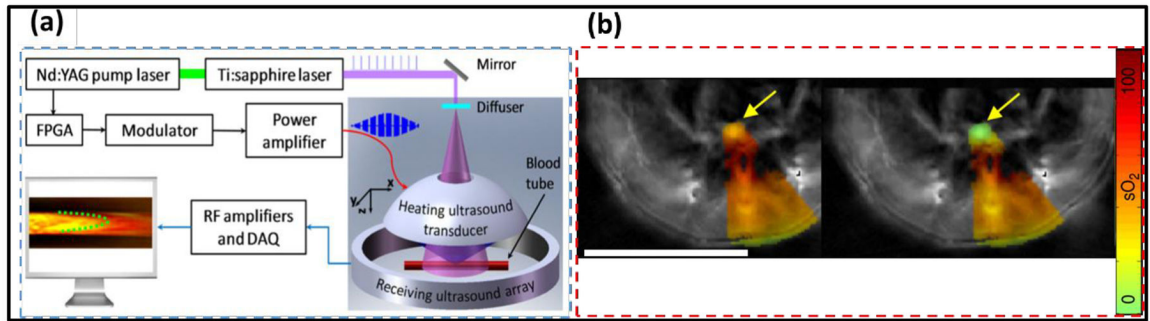 (a)
Nd:YAG pump laser
Ti:sapphire laser
Mirror
Diffuser
FPGA
Modulator
Power
amplifier
Blood
tube
x
y
z
Heating ultrasound
transducer
RF amplifiers
and DAQ
Receiving ultrasound array
(b)
100
sO2
0